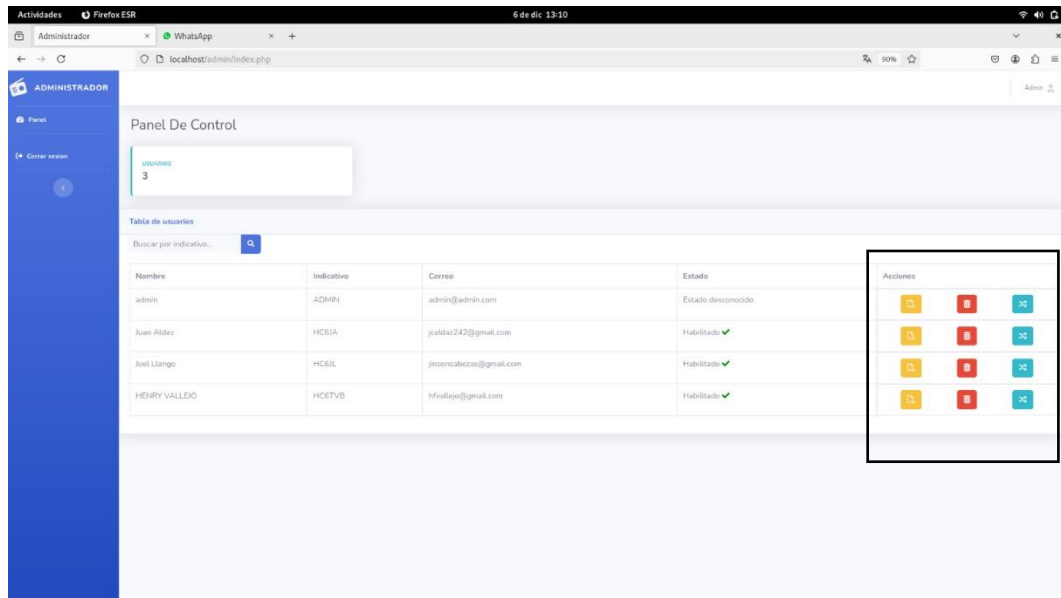 Actividades Firefox ESR 6 de dic 13:10
Administrador × WhatsApp × +
localhost/admin/index.php 90%
ADMINISTRADOR Admin
Panel
Panel De Control
Cerrar sesion
USUARIOS
3
Tabla de usuarios
Buscar por indicativo...
Nombre Indicativo Correo Estado Acciones
admin ADMIN admin@admin.com Estado desconocido
Juan Aldaz HC6JA jcaldaz242@gmail.com Habilitado
Joel Llango HC6JL jinsoncabezas@gmail.com Habilitado
HENRY VALLEJO HC6TVB hfvallejo@gmail.com Habilitado